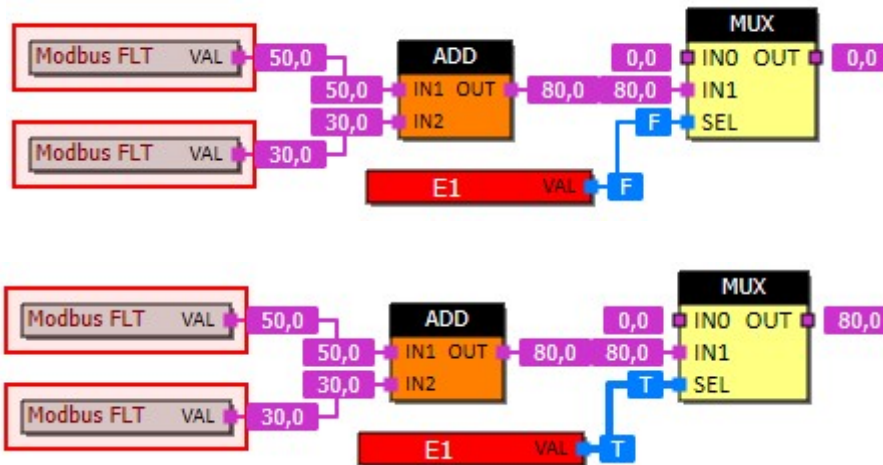 MUX
Modbus FLT VAL 50,0 ADD 0,0 IN0 OUT 0,0
50,0 IN1 OUT 80,0 80,0 IN1
30,0 IN2 F SEL
Modbus FLT VAL 30,0
E1 VAL F
MUX
Modbus FLT VAL 50,0 ADD 0,0 IN0 OUT 80,0
50,0 IN1 OUT 80,0 80,0 IN1
30,0 IN2 T SEL
Modbus FLT VAL 30,0
E1 VAL T